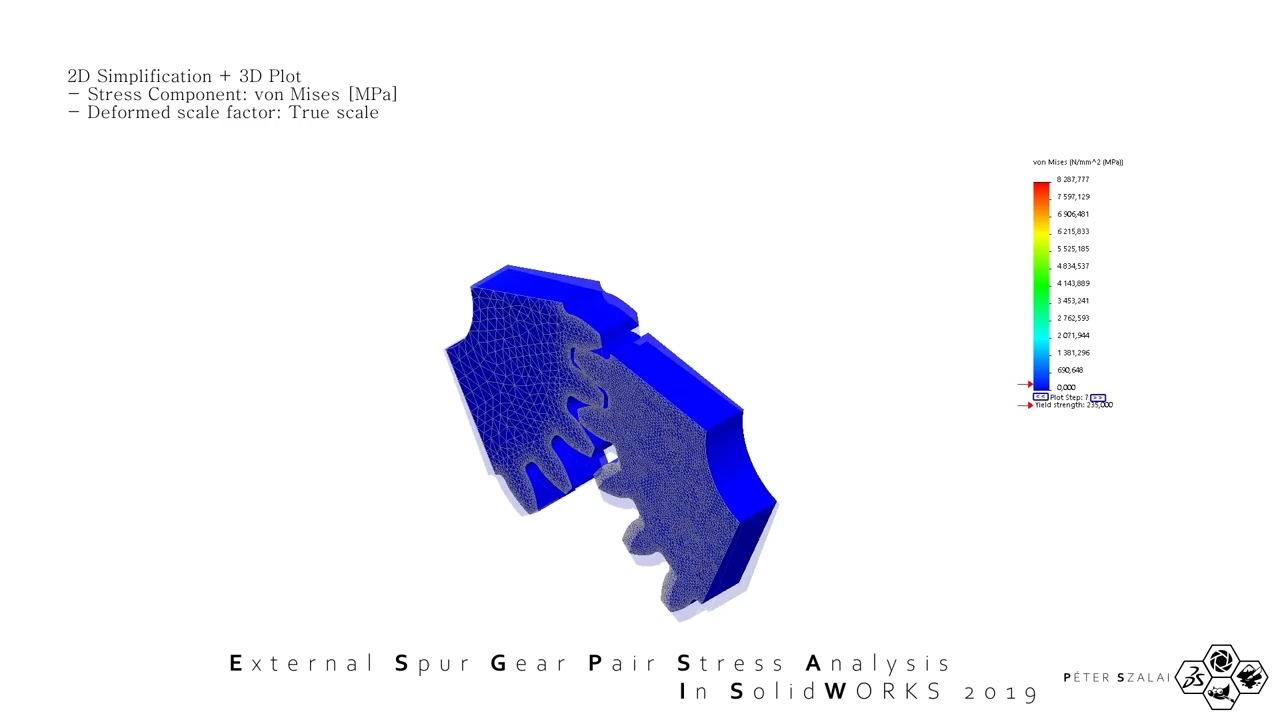 2D Simplification + 3D Plot
- Stress Component: von Mises [MPa]
- Deformed scale factor: True scale
von Mises (N/mm^2 (MPa))
8 287,777
7 597,129
6 906,481
6 215,833
5 525,185
4 834,537
4 143,889
3 453,241
2 762,593
2 071,944
1 381,296
690,648
0,000
<< Plot Step: 7 >>
Yield strength: 235,000
External Spur Gear Pair Stress Analysis
In SolidWORKS 2019
PÉTER SZALAI